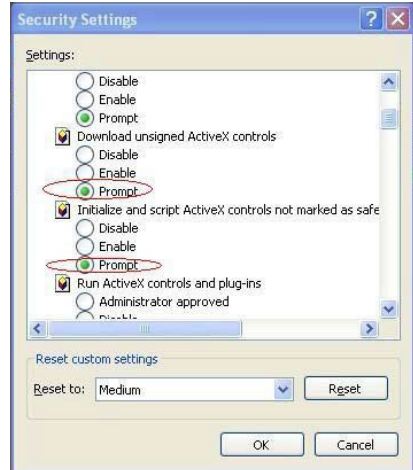 Security Settings
Settings:
Disable
Enable
Prompt
Download unsigned ActiveX controls
Disable
Enable
Prompt
Initialize and script ActiveX controls not marked as safe
Disable
Enable
Prompt
Run ActiveX controls and plug-ins
Administrator approved
Reset custom settings
Reset to: Medium Reset
OK Cancel